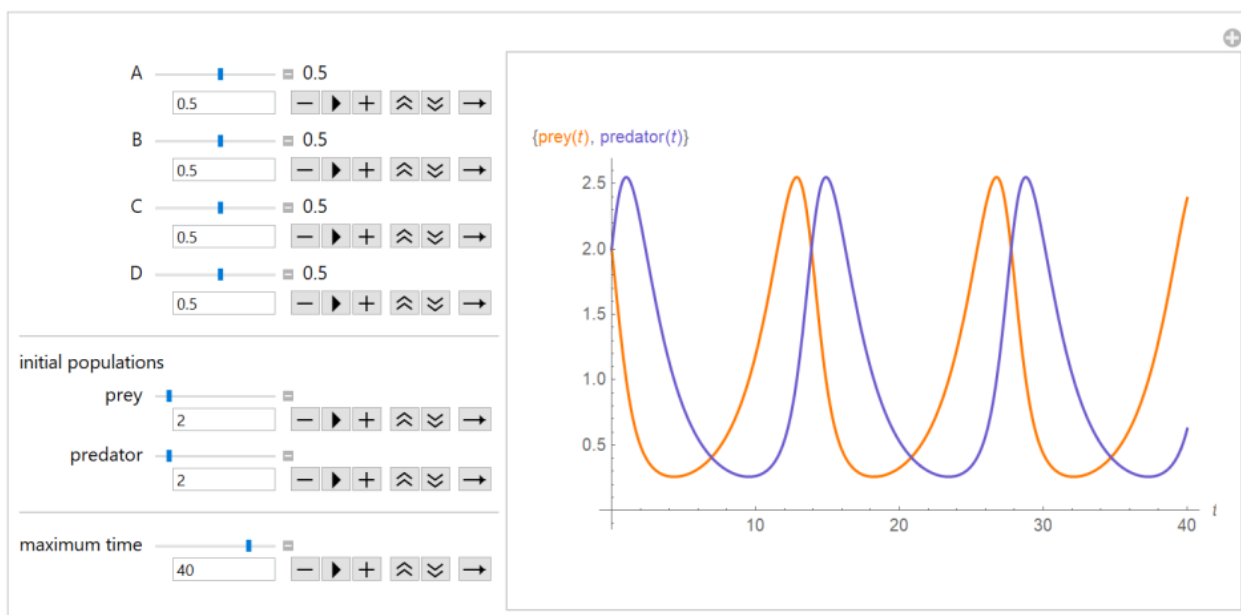 A 0.5
0.5
B 0.5
0.5
C 0.5
0.5
D 0.5
0.5
initial populations
prey
2
predator
2
maximum time
40
{prey(t), predator(t)}
2.5
2.0
1.5
1.0
0.5
10 20 30 40 t